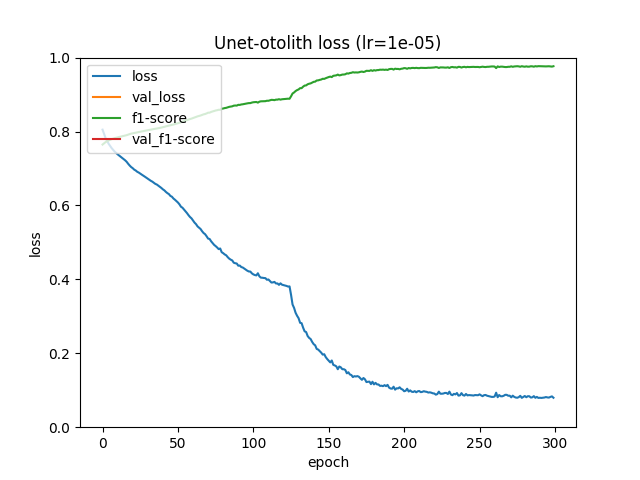 Unet-otolith loss (lr=1e-05)
loss
val_loss
f1-score
val_f1-score
1.0
0.8
0.6
0.4
0.2
0.0
loss
0 50 100 150 200 250 300
epoch